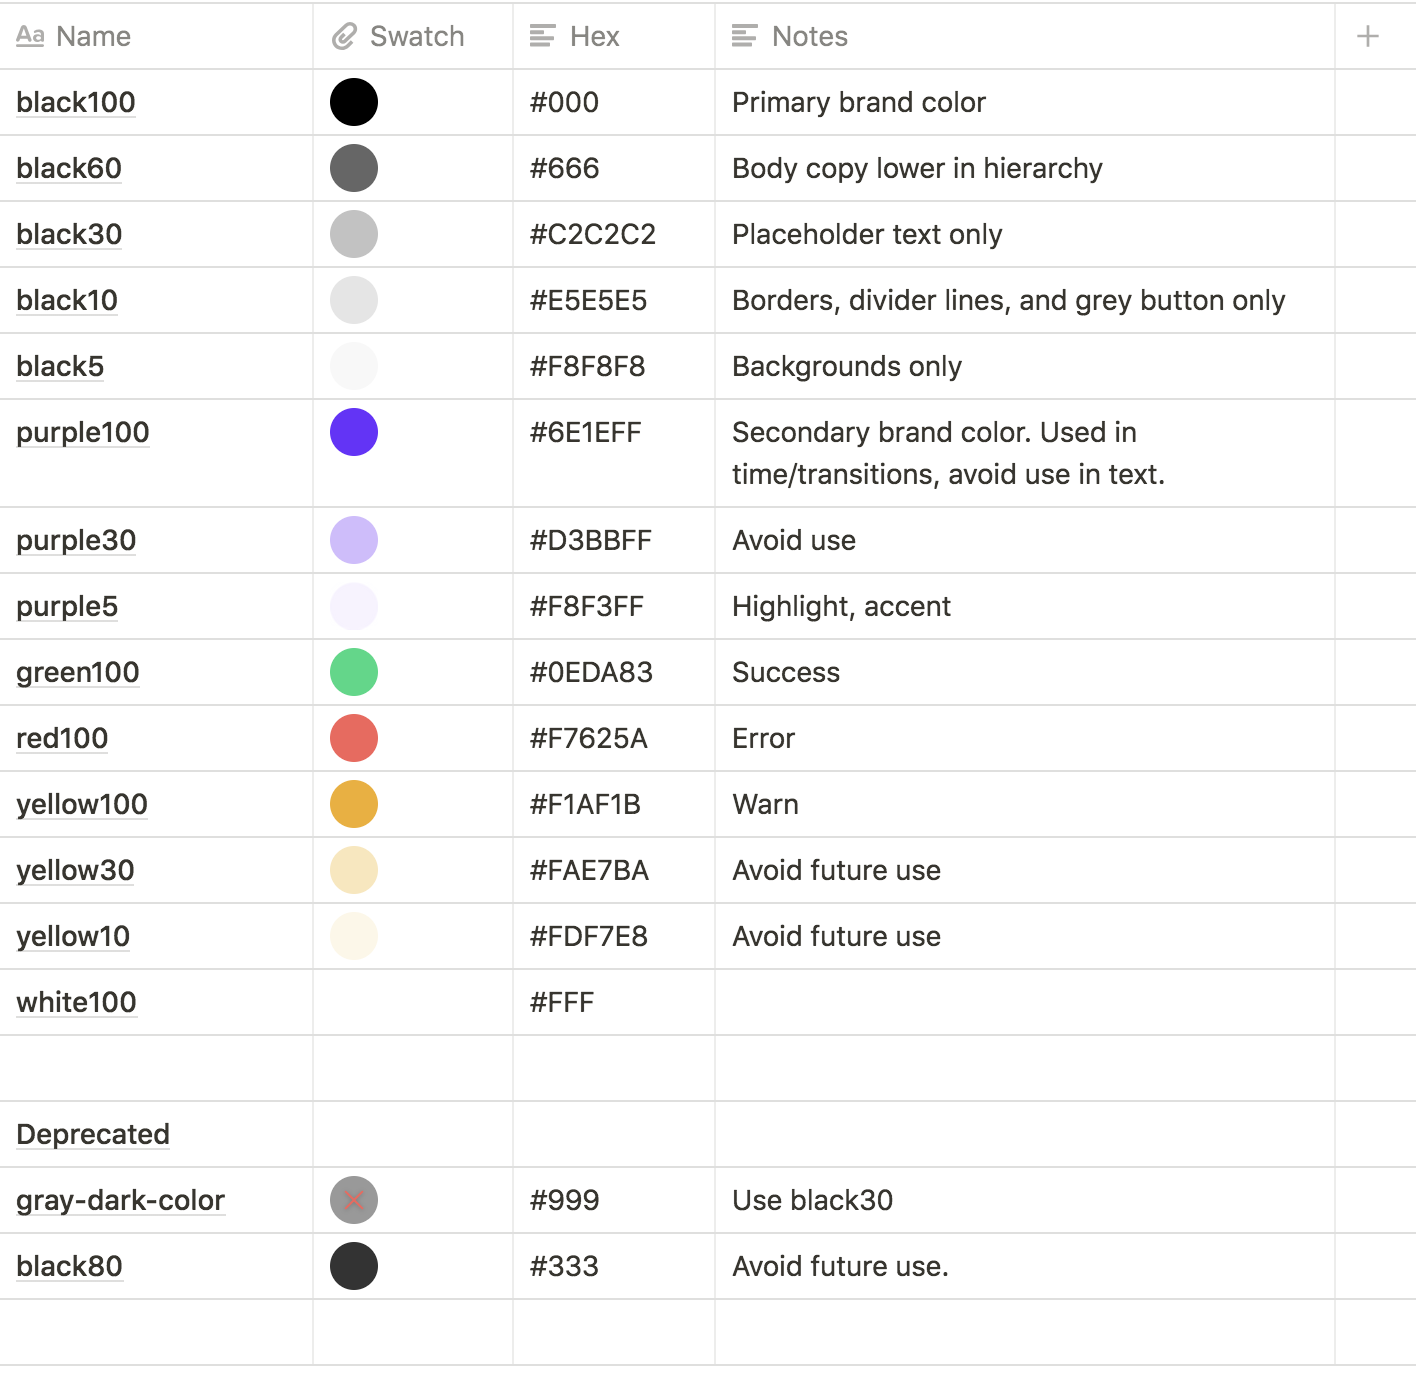 Aa Name Swatch Hex Notes +
black100 #000 Primary brand color
black60 #666 Body copy lower in hierarchy
black30 #C2C2C2 Placeholder text only
black10 #E5E5E5 Borders, divider lines, and grey button only
black5 #F8F8F8 Backgrounds only
purple100 #6E1EFF Secondary brand color. Used in
time/transitions, avoid use in text.
purple30 #D3BBFF Avoid use
purple5 #F8F3FF Highlight, accent
green100 #0EDA83 Success
red100 #F7625A Error
yellow100 #F1AF1B Warn
yellow30 #FAE7BA Avoid future use
yellow10 #FDF7E8 Avoid future use
white100 #FFF
Deprecated
gray-dark-color #999 Use black30
black80 #333 Avoid future use.